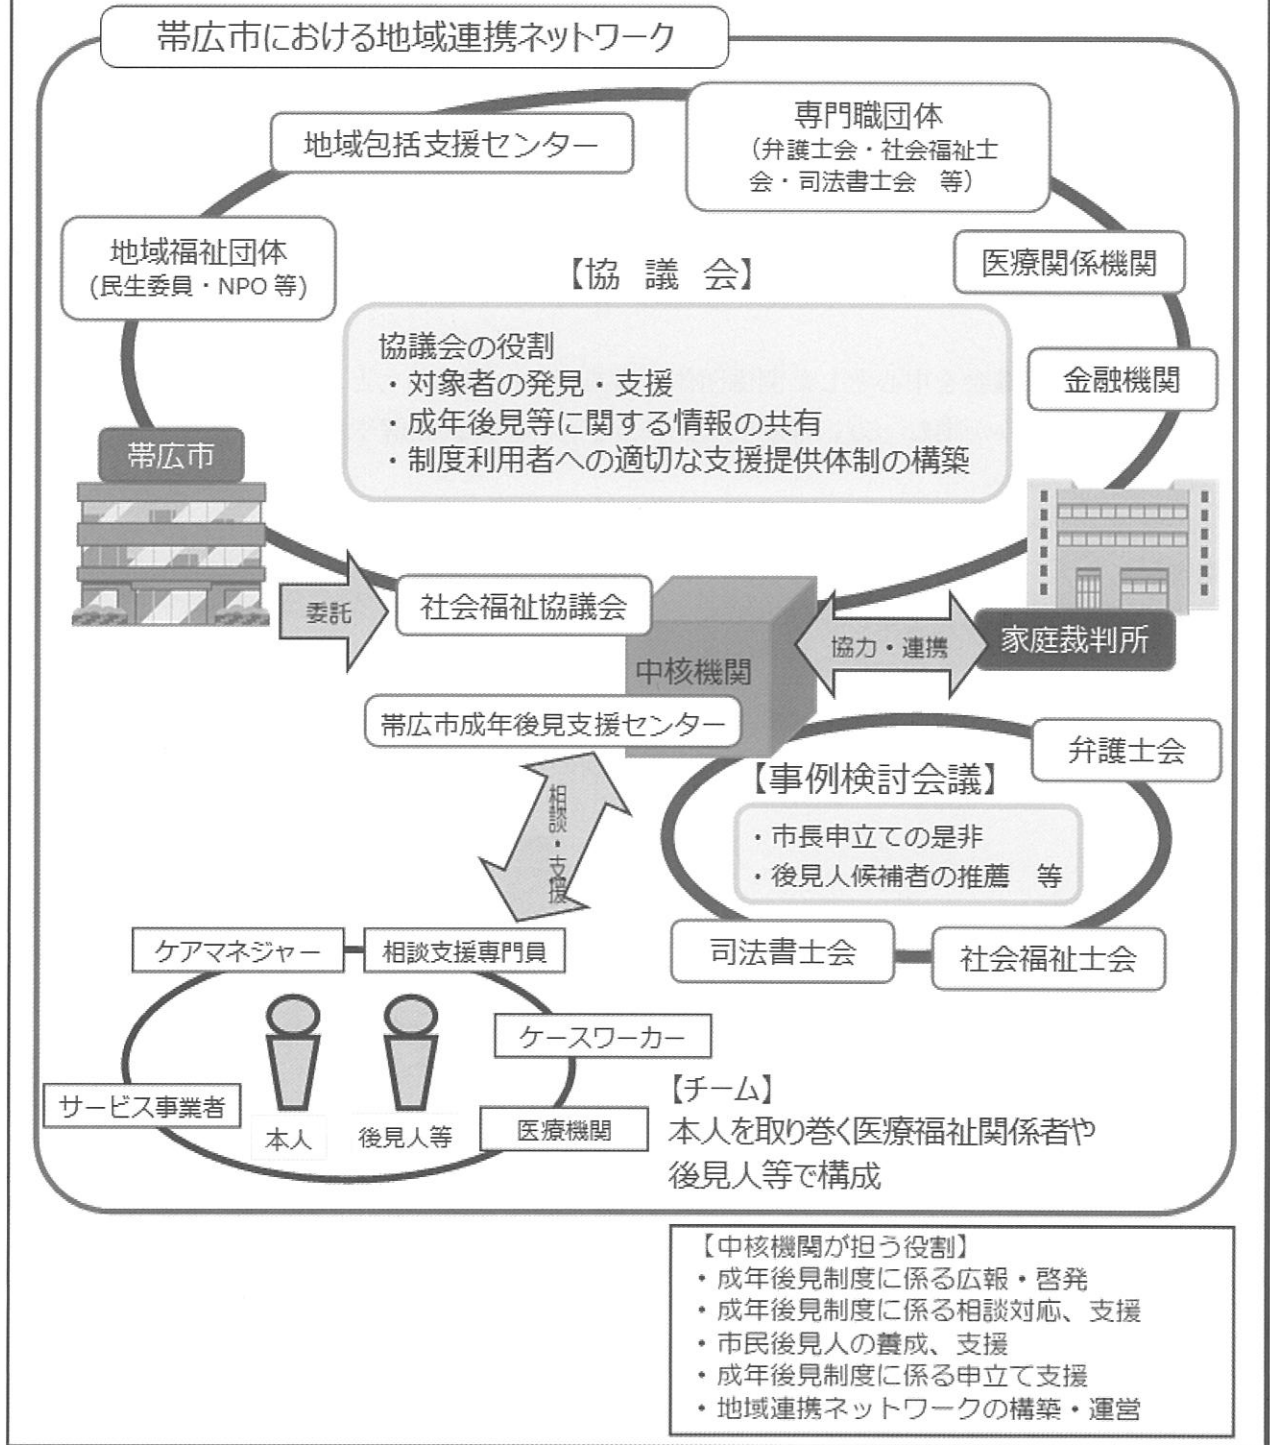 帯広市における地域連携ネットワーク
地域包括支援センター
専門職団体
（弁護士会・社会福祉士
会・司法書士会　等）
地域福祉団体
(民生委員・NPO 等)
医療関係機関
【協　議　会】
協議会の役割
・対象者の発見・支援
・成年後見等に関する情報の共有
・制度利用者への適切な支援提供体制の構築
金融機関
帯広市
委託
社会福祉協議会
中核機関
協力・連携
家庭裁判所
帯広市成年後見支援センター
弁護士会
【事例検討会議】
・市長申立ての是非
・後見人候補者の推薦　等
相談・支援
司法書士会
社会福祉士会
ケアマネジャー
相談支援専門員
ケースワーカー
サービス事業者
本人
後見人等
医療機関
【チーム】
本人を取り巻く医療福祉関係者や
後見人等で構成
【中核機関が担う役割】
・成年後見制度に係る広報・啓発
・成年後見制度に係る相談対応、支援
・市民後見人の養成、支援
・成年後見制度に係る申立て支援
・地域連携ネットワークの構築・運営